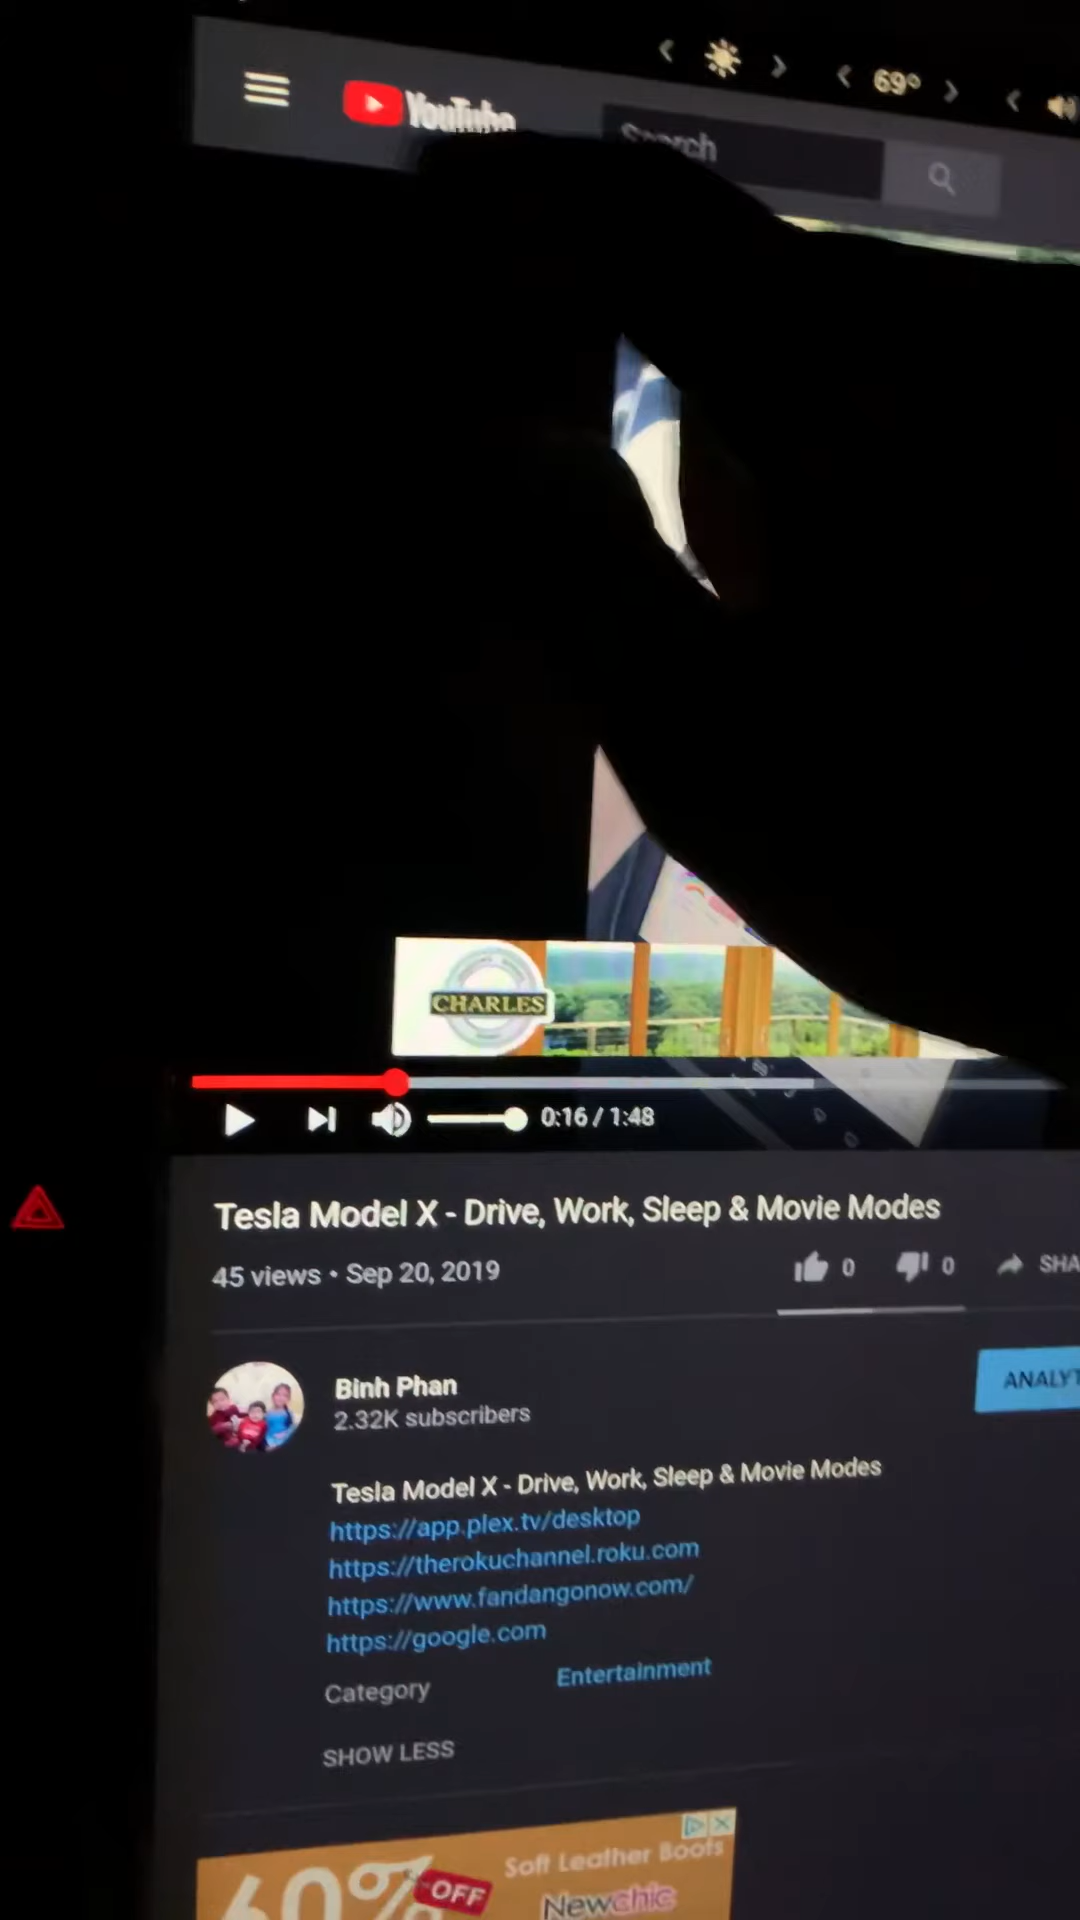 69°
YouTube
Search
CHARLES
0:16 / 1:48
Tesla Model X - Drive, Work, Sleep & Movie Modes
45 views • Sep 20, 2019
0 0 SHA
Binh Phan
2.32K subscribers
ANALYT
Tesla Model X - Drive, Work, Sleep & Movie Modes
https://app.plex.tv/desktop
https://therokuchannel.roku.com
https://www.fandangonow.com/
https://google.com
Category Entertainment
SHOW LESS
60% OFF
Soft Leather Boots
Newchic